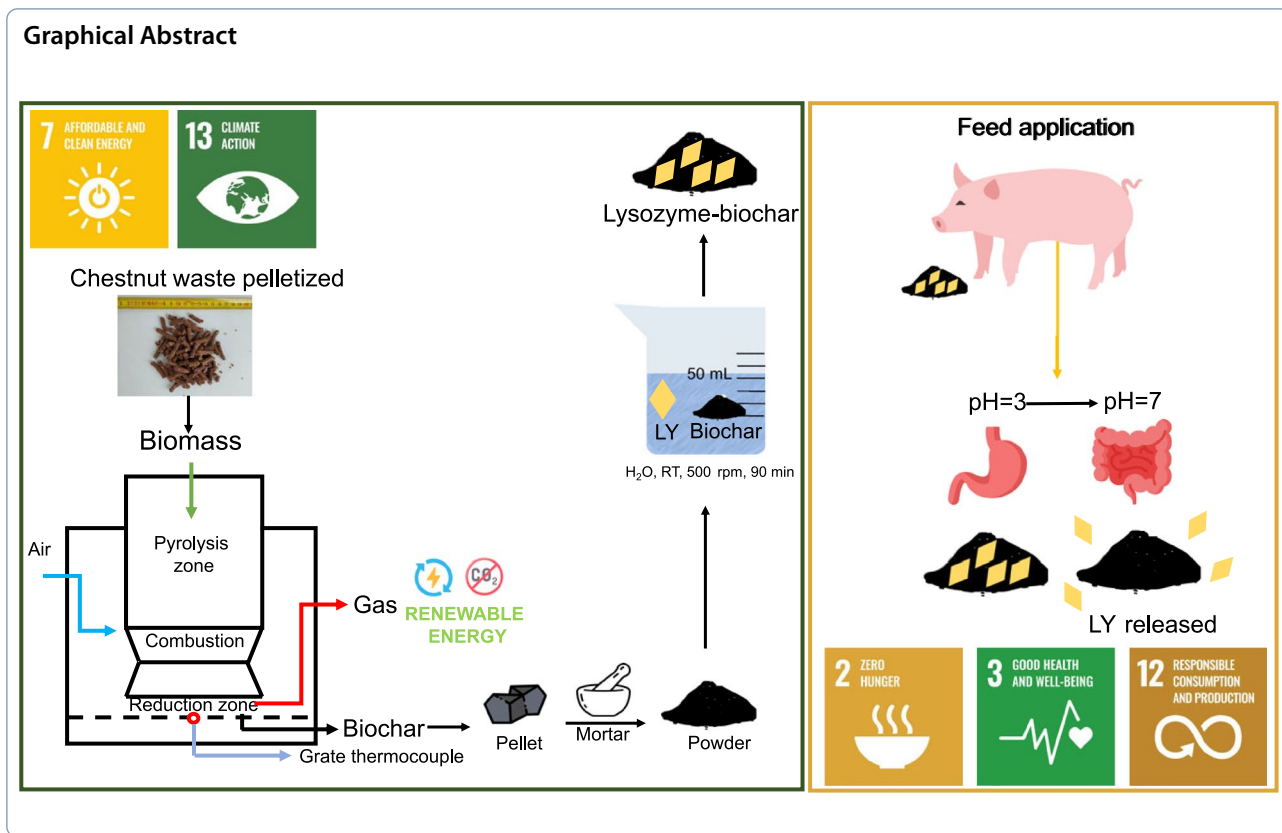 Graphical Abstract
7 AFFORDABLE AND
CLEAN ENERGY
13 CLIMATE
ACTION
Chestnut waste pelletized
Biomass
Air
Pyrolysis
zone
Combustion
Reduction zone
Gas
CO₂
RENEWABLE
ENERGY
Biochar
Grate thermocouple
Pellet
Mortar
Powder
Lysozyme-biochar
50 mL
LY Biochar
H₂O, RT, 500 rpm, 90 min
Feed application
pH=3
pH=7
LY released
2 ZERO
HUNGER
3 GOOD HEALTH
AND WELL-BEING
12 RESPONSIBLE
CONSUMPTION
AND PRODUCTION